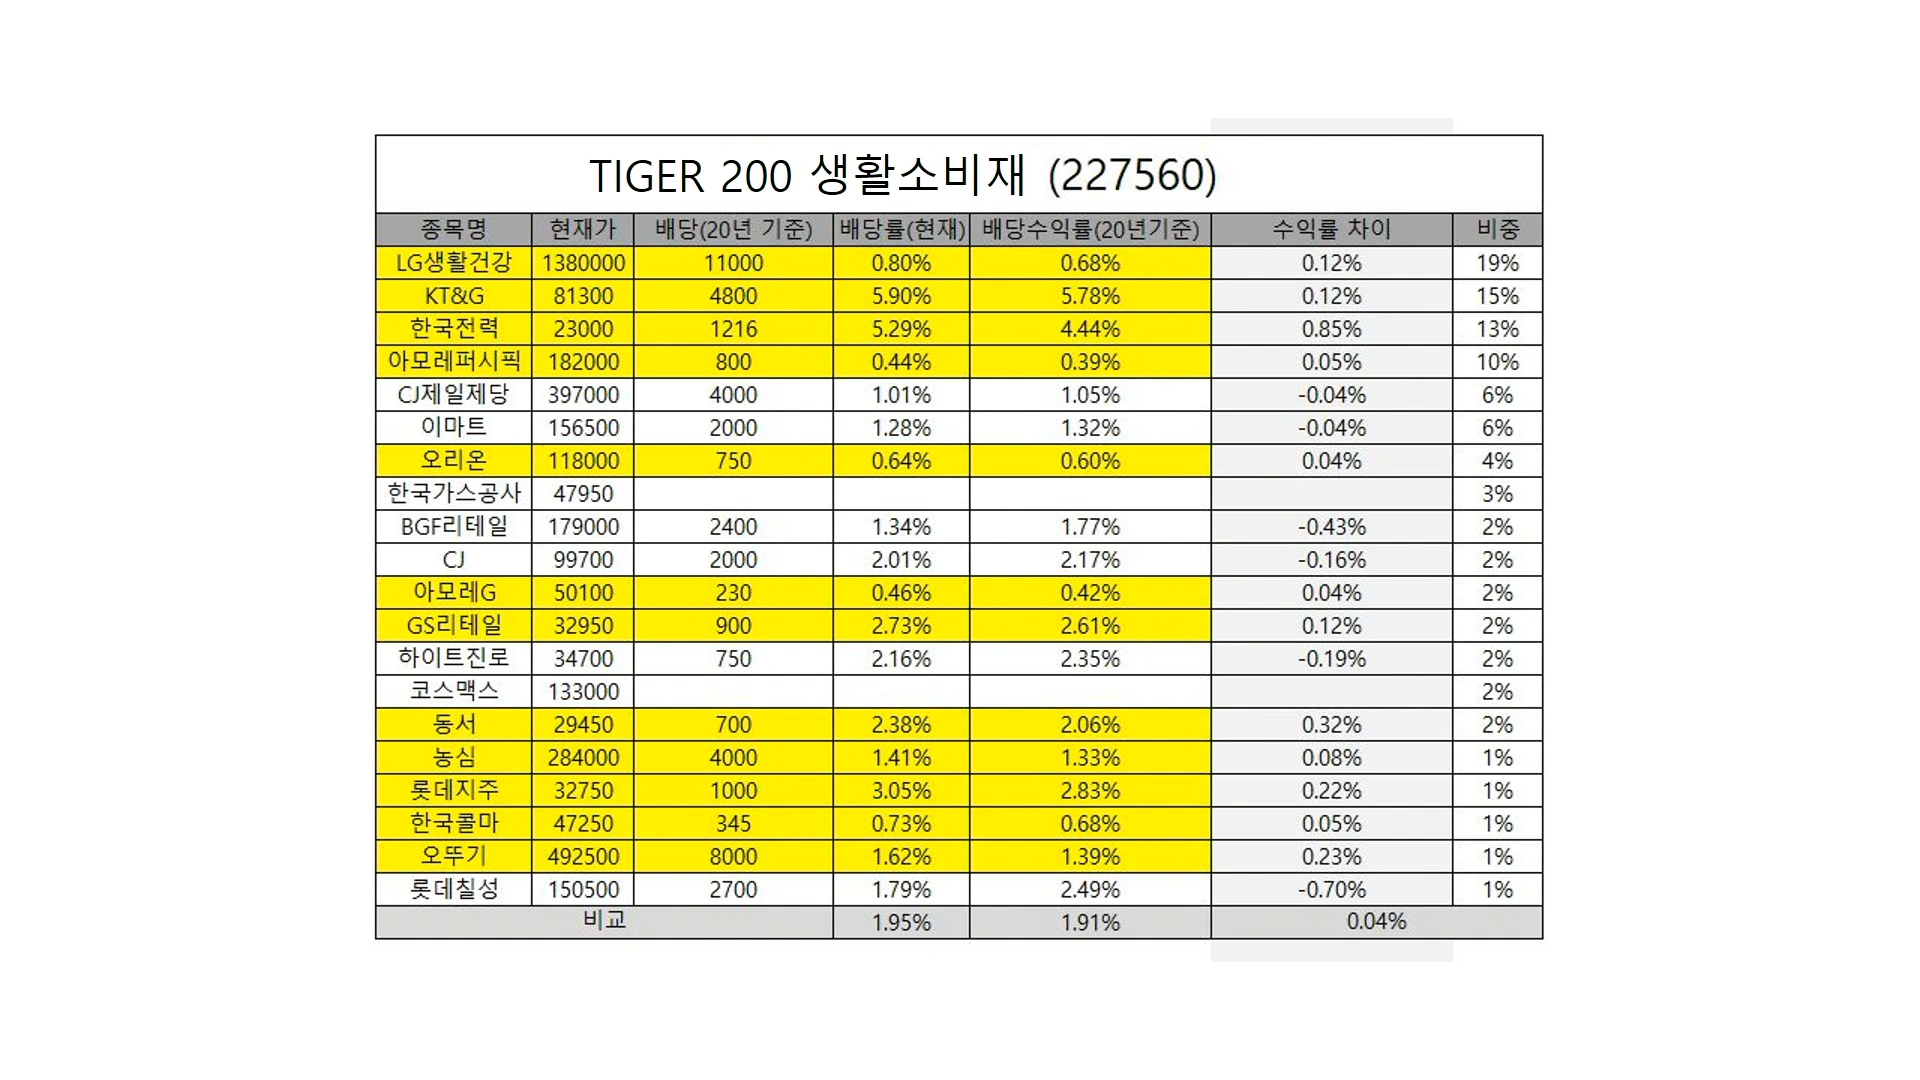 TIGER 200 생활소비재 (227560)
종목명 현재가 배당(20년 기준) 배당률(현재) 배당수익률(20년기준) 수익률 차이 비중
LG생활건강 1380000 11000 0.80% 0.68% 0.12% 19%
KT&G 81300 4800 5.90% 5.78% 0.12% 15%
한국전력 23000 1216 5.29% 4.44% 0.85% 13%
아모레퍼시픽 182000 800 0.44% 0.39% 0.05% 10%
CJ제일제당 397000 4000 1.01% 1.05% -0.04% 6%
이마트 156500 2000 1.28% 1.32% -0.04% 6%
오리온 118000 750 0.64% 0.60% 0.04% 4%
한국가스공사 47950 3%
BGF리테일 179000 2400 1.34% 1.77% -0.43% 2%
CJ 99700 2000 2.01% 2.17% -0.16% 2%
아모레G 50100 230 0.46% 0.42% 0.04% 2%
GS리테일 32950 900 2.73% 2.61% 0.12% 2%
하이트진로 34700 750 2.16% 2.35% -0.19% 2%
코스맥스 133000 2%
동서 29450 700 2.38% 2.06% 0.32% 2%
농심 284000 4000 1.41% 1.33% 0.08% 1%
롯데지주 32750 1000 3.05% 2.83% 0.22% 1%
한국콜마 47250 345 0.73% 0.68% 0.05% 1%
오뚜기 492500 8000 1.62% 1.39% 0.23% 1%
롯데칠성 150500 2700 1.79% 2.49% -0.70% 1%
비교 1.95% 1.91% 0.04%